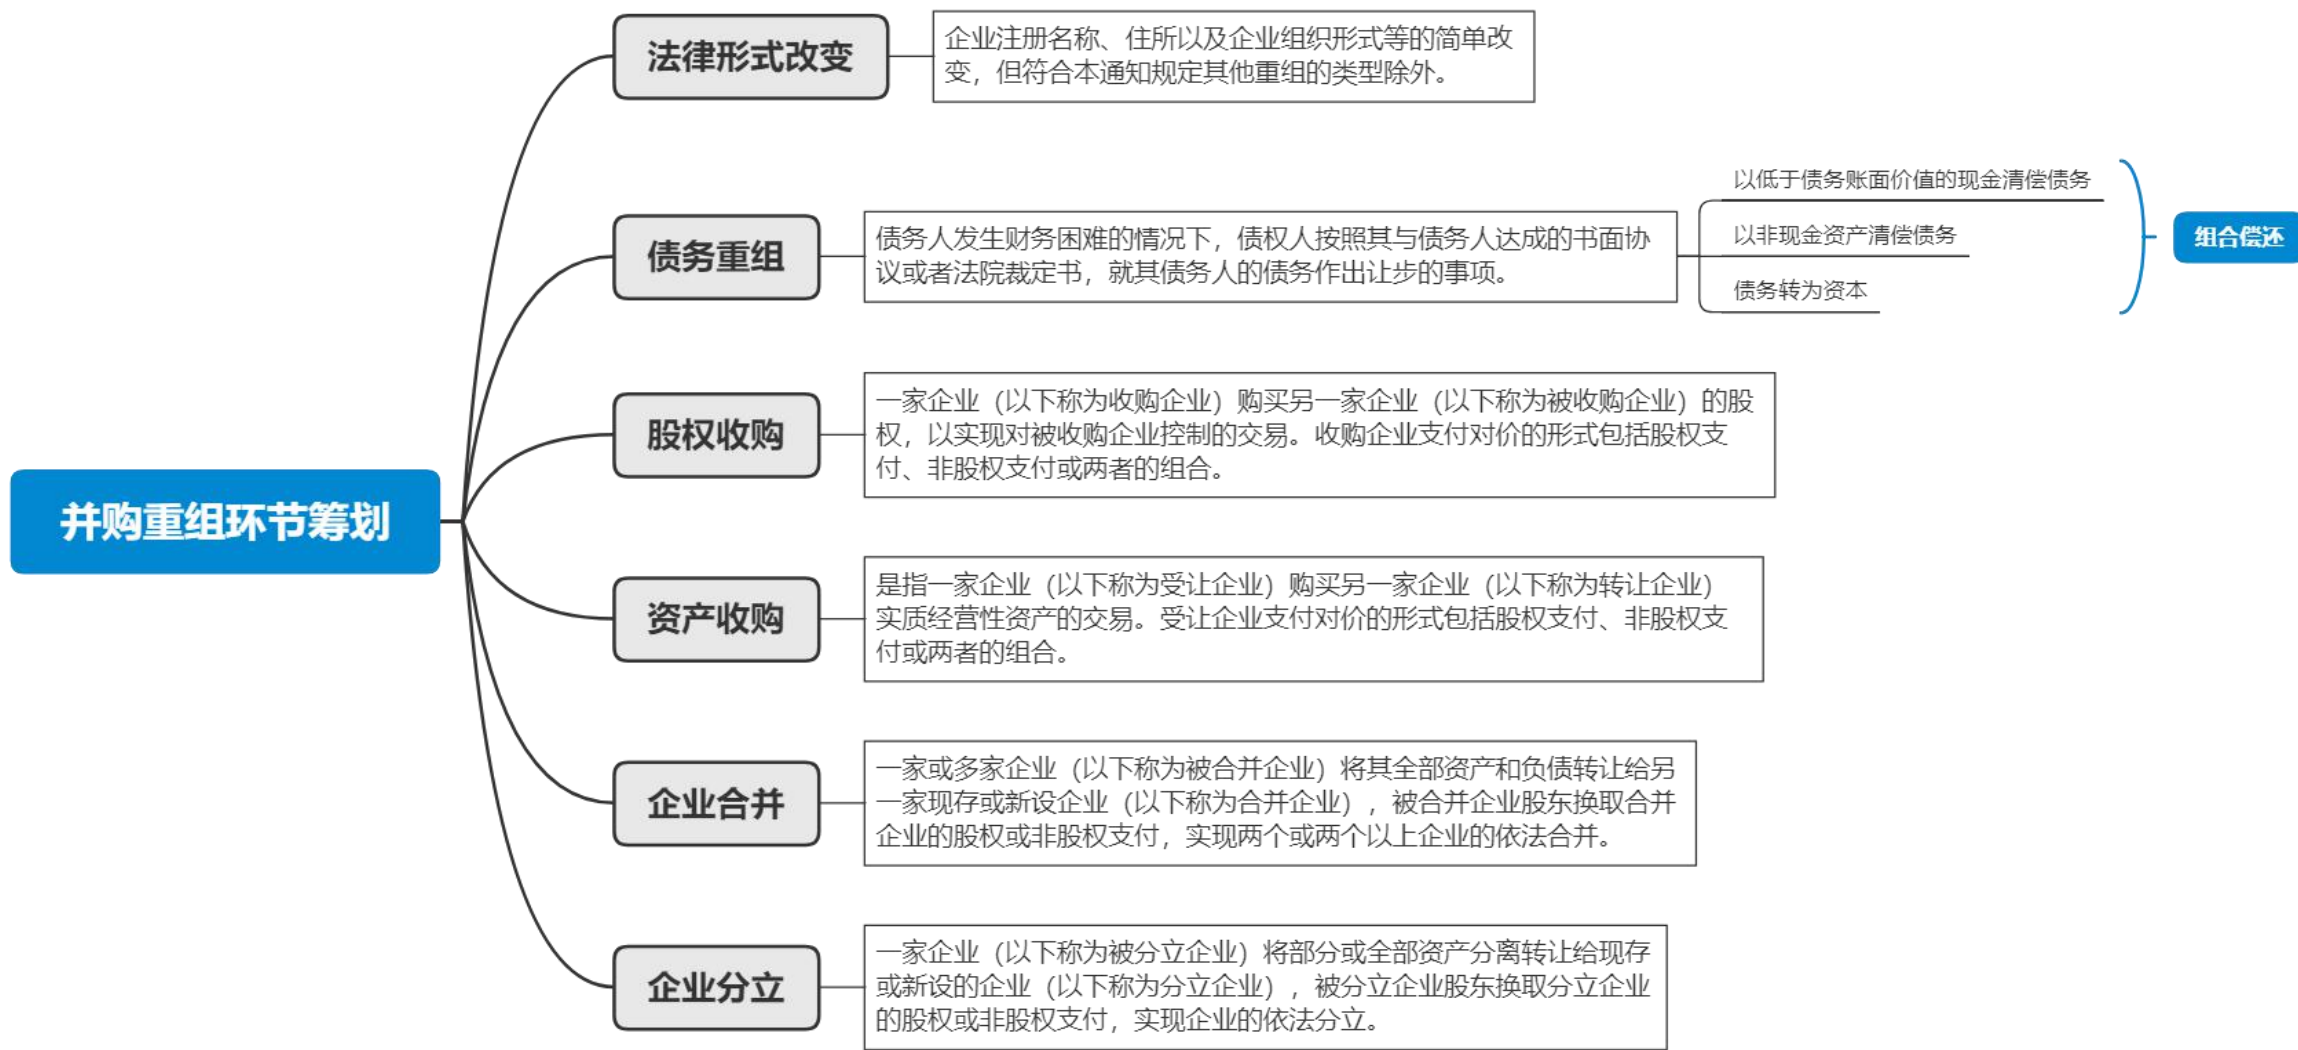 并购重组环节筹划
法律形式改变
企业注册名称、住所以及企业组织形式等的简单改
变，但符合本通知规定其他重组的类型除外。
债务重组
债务人发生财务困难的情况下，债权人按照其与债务人达成的书面协
议或者法院裁定书，就其债务人的债务作出让步的事项。
以低于债务账面价值的现金清偿债务
以非现金资产清偿债务
债务转为资本
组合偿还
股权收购
一家企业（以下称为收购企业）购买另一家企业（以下称为被收购企业）的股
权，以实现对被收购企业控制的交易。收购企业支付对价的形式包括股权支
付、非股权支付或两者的组合。
资产收购
是指一家企业（以下称为受让企业）购买另一家企业（以下称为转让企业）
实质经营性资产的交易。受让企业支付对价的形式包括股权支付、非股权支
付或两者的组合。
企业合并
一家或多家企业（以下称为被合并企业）将其全部资产和负债转让给另
一家现存或新设企业（以下称为合并企业），被合并企业股东换取合并
企业的股权或非股权支付，实现两个或两个以上企业的依法合并。
企业分立
一家企业（以下称为被分立企业）将部分或全部资产分离转让给现存
或新设的企业（以下称为分立企业），被分立企业股东换取分立企业
的股权或非股权支付，实现企业的依法分立。